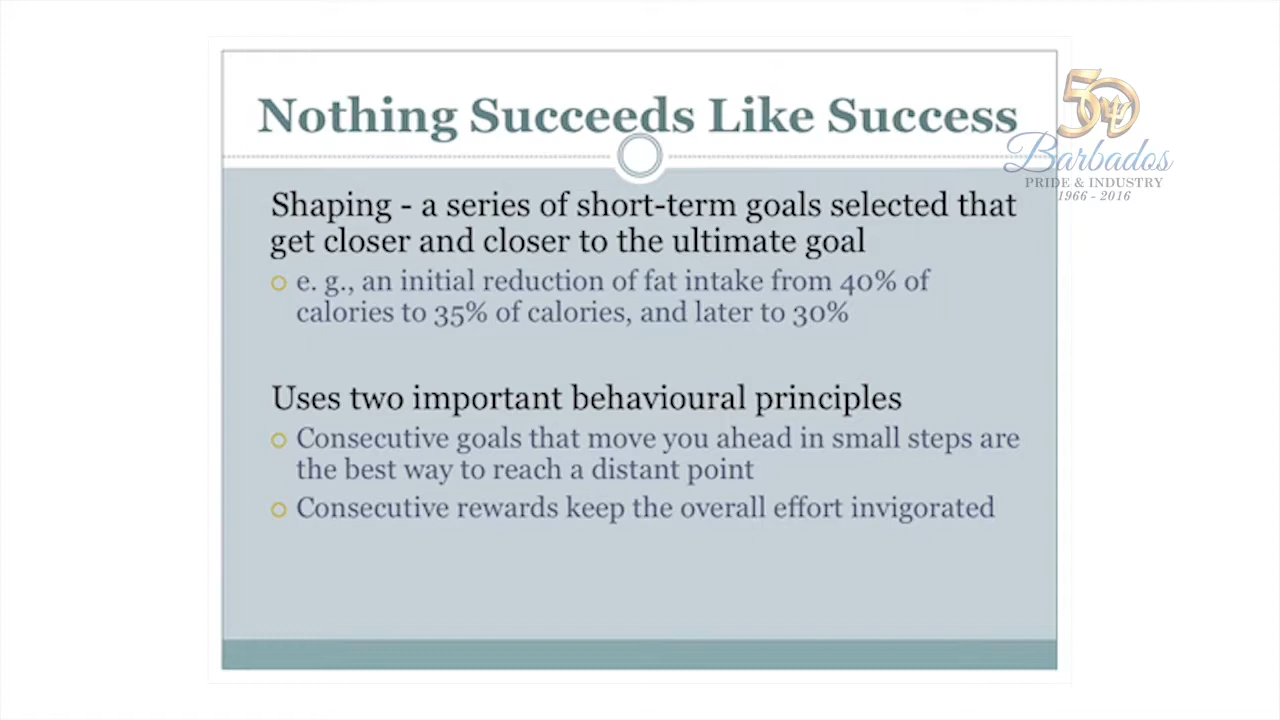 Nothing Succeeds Like Success
50
Barbados
PRIDE & INDUSTRY
1966 - 2016
Shaping - a series of short-term goals selected that
get closer and closer to the ultimate goal
e. g., an initial reduction of fat intake from 40% of
calories to 35% of calories, and later to 30%
Uses two important behavioural principles
Consecutive goals that move you ahead in small steps are
the best way to reach a distant point
Consecutive rewards keep the overall effort invigorated